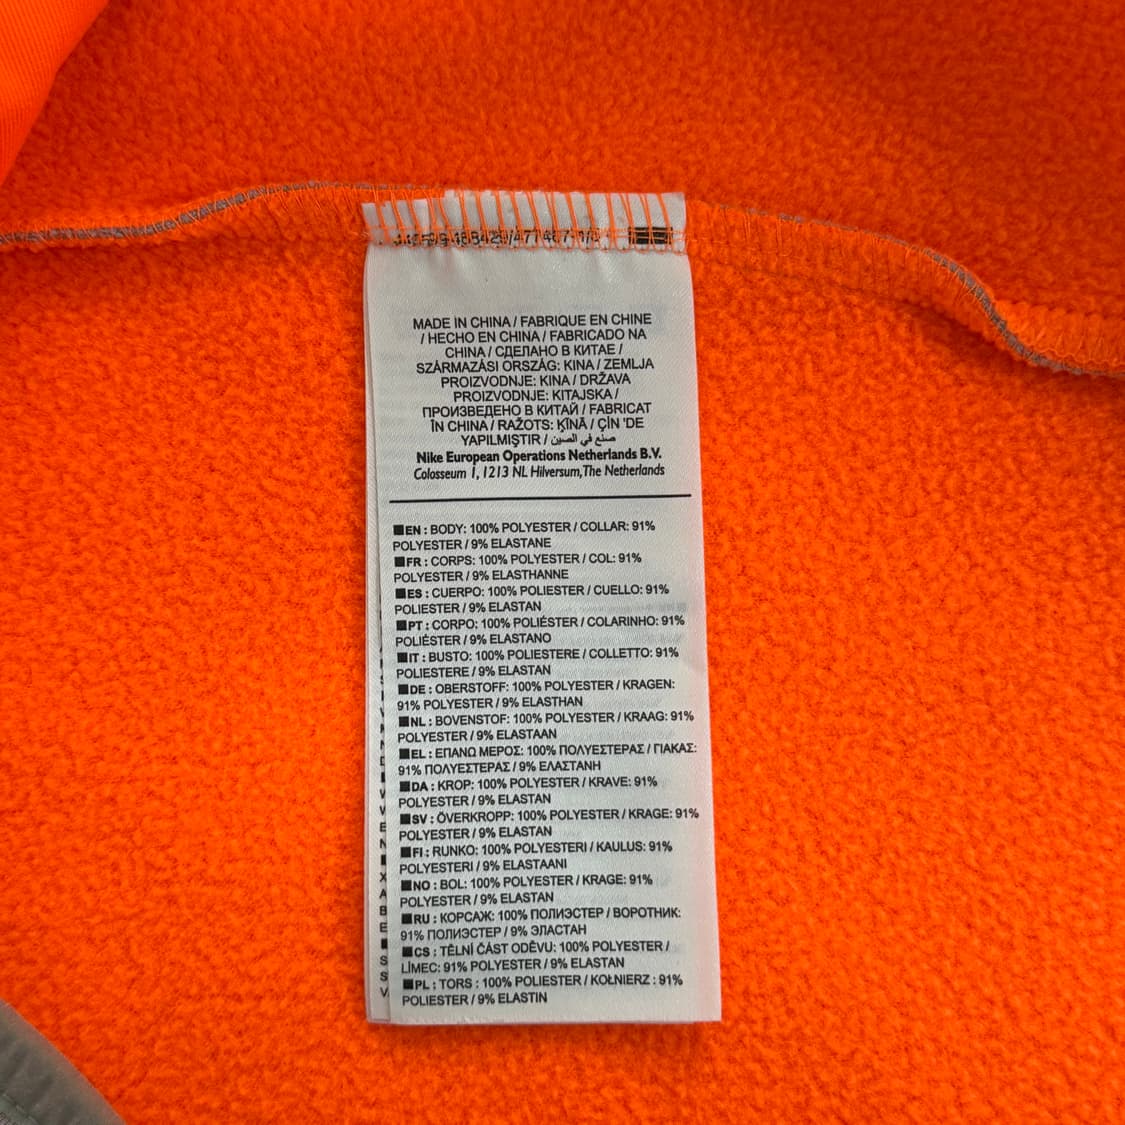 MADE IN CHINA / FABRIQUE EN CHINE
/ HECHO EN CHINA / FABRICADO NA
CHINA / СДЕЛАНО В КИТАЕ /
SZÁRMAZÁSI ORSZÁG: KINA / ZEMLJA
PROIZVODNJE: KINA / DRŽAVA
PROIZVODNJE: KITAJSKA /
ПРОИЗВЕДЕНО В КИТАЙ / FABRICAT
ÎN CHINA / RAŽOTS: ĶĪNĀ / ÇİN 'DE
YAPILMIŞTIR / صنع في الصين
Nike European Operations Netherlands B.V.
Colosseum 1, 1213 NL Hilversum,The Netherlands
EN : BODY: 100% POLYESTER / COLLAR: 91%
POLYESTER / 9% ELASTANE
FR : CORPS: 100% POLYESTER / COL: 91%
POLYESTER / 9% ELASTHANNE
ES : CUERPO: 100% POLIESTER / CUELLO: 91%
POLIESTER / 9% ELASTAN
PT : CORPO: 100% POLIÉSTER / COLARINHO: 91%
POLIÉSTER / 9% ELASTANO
IT : BUSTO: 100% POLIESTERE / COLLETTO: 91%
POLIESTERE / 9% ELASTAN
DE : OBERSTOFF: 100% POLYESTER / KRAGEN:
91% POLYESTER / 9% ELASTHAN
NL : BOVENSTOF: 100% POLYESTER / KRAAG: 91%
POLYESTER / 9% ELASTAAN
EL : ΕΠΑΝΩ ΜΕΡΟΣ: 100% ΠΟΛΥΕΣΤΕΡΑΣ / ΓΙΑΚΑΣ:
91% ΠΟΛΥΕΣΤΕΡΑΣ / 9% ΕΛΑΣΤΑΝΗ
DA : KROP: 100% POLYESTER / KRAVE: 91%
POLYESTER / 9% ELASTAN
SV : ÖVERKROPP: 100% POLYESTER / KRAGE: 91%
POLYESTER / 9% ELASTAN
FI : RUNKO: 100% POLYESTERI / KAULUS: 91%
POLYESTERI / 9% ELASTAANI
NO : BOL: 100% POLYESTER / KRAGE: 91%
POLYESTER / 9% ELASTAN
RU : КОРСАЖ: 100% ПОЛИЭСТЕР / ВОРОТНИК:
91% ПОЛИЭСТЕР / 9% ЭЛАСТАН
CS : TĚLNÍ ČÁST ODĚVU: 100% POLYESTER /
LÍMEC: 91% POLYESTER / 9% ELASTAN
PL : TORS : 100% POLIESTER / KOŁNIERZ : 91%
POLIESTER / 9% ELASTIN